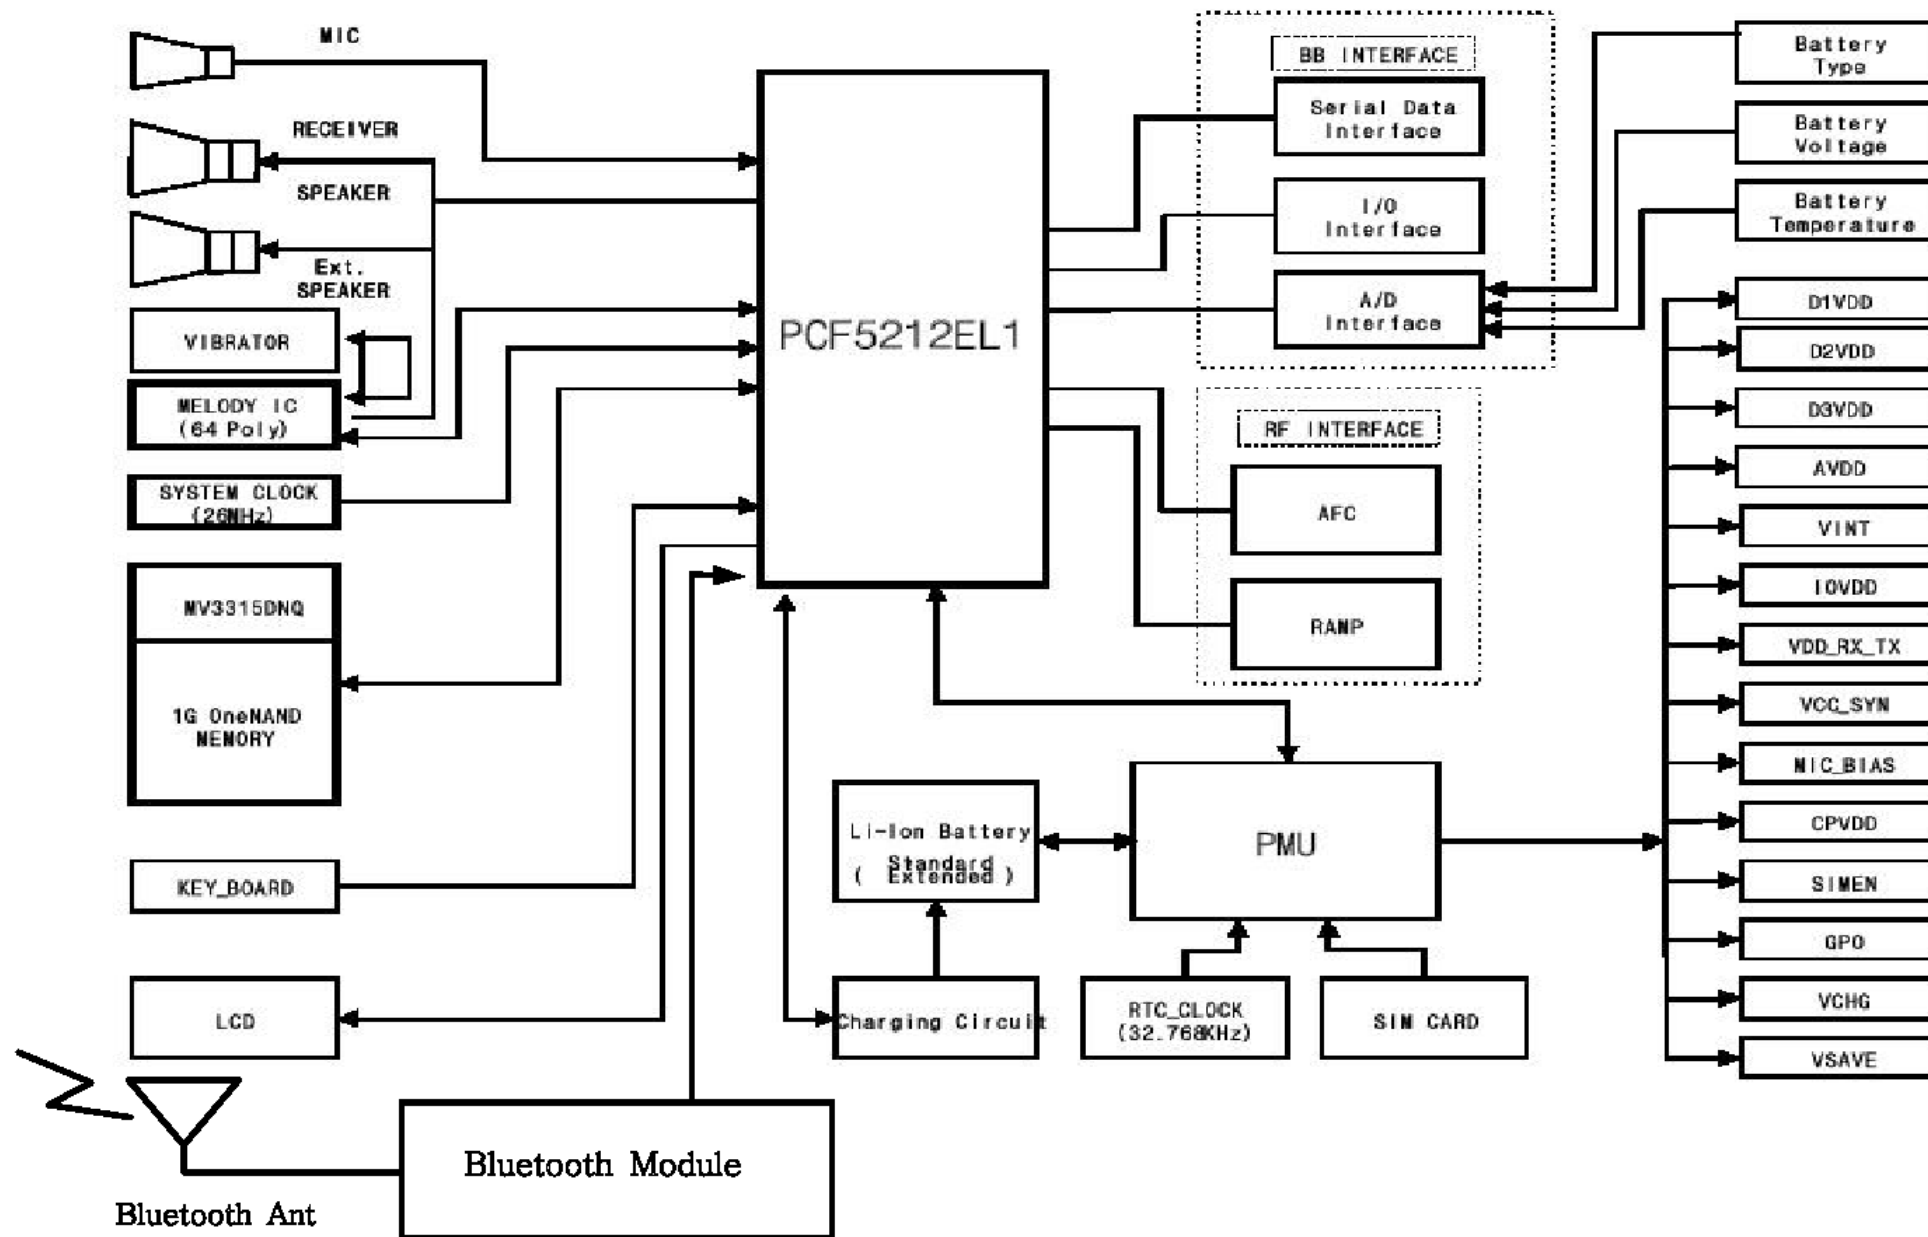 MIC
RECEIVER
SPEAKER
Ext.
SPEAKER
VIBRATOR
MELODY IC
(64 Poly)
SYSTEM CLOCK
(26MHz)
MV3315DNQ
1G OneNAND
MEMORY
KEY_BOARD
LCD
Bluetooth Ant
Bluetooth Module
PCF5212EL1
BB INTERFACE
Serial Data
Interface
I/O
Interface
A/D
Interface
RF INTERFACE
AFC
RAMP
Li-Ion Battery
Standard
( Extended )
Charging Circuit
PMU
RTC_CLOCK
(32.768KHz)
SIM CARD
Battery
Type
Battery
Voltage
Battery
Temperature
D1VDD
D2VDD
D3VDD
AVDD
VINT
IOVDD
VDD_RX_TX
VCC_SYN
MIC_BIAS
CPVDD
SIMEN
GPO
VCHG
VSAVE